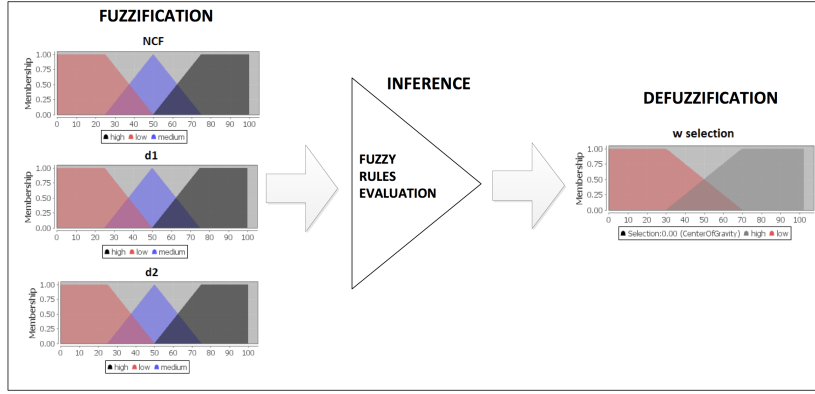 FUZZIFICATION
NCF
Membership
1.00
0.75
0.50
0.25
0.00
0 10 20 30 40 50 60 70 80 90 100
high low medium
d1
Membership
1.00
0.75
0.50
0.25
0.00
0 10 20 30 40 50 60 70 80 90 100
high low medium
d2
Membership
1.00
0.75
0.50
0.25
0.00
0 10 20 30 40 50 60 70 80 90 100
high low medium
INFERENCE
FUZZY
RULES
EVALUATION
DEFUZZIFICATION
w selection
Membership
1.00
0.75
0.50
0.25
0.00
0 10 20 30 40 50 60 70 80 90 100
Selection:0.00 (CenterOfGravity) high low